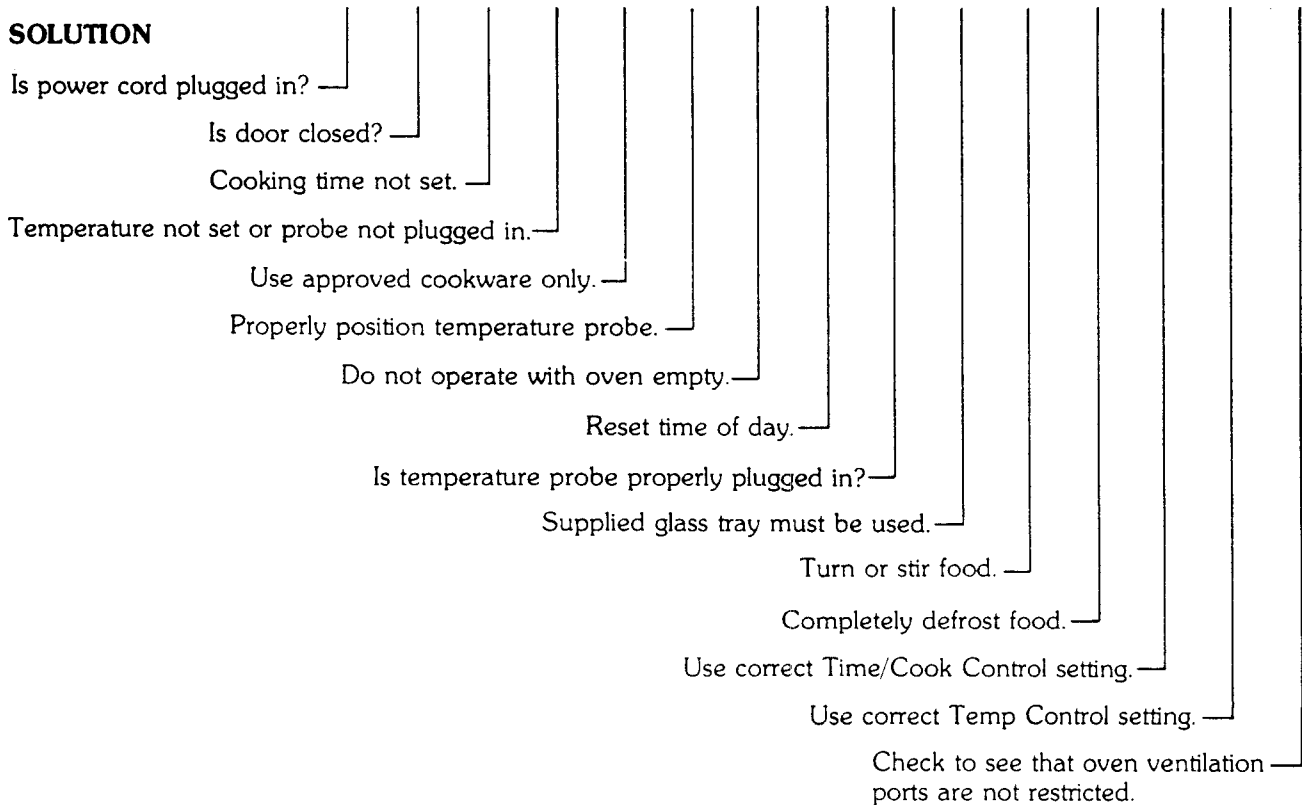 SOLUTION
Is power cord plugged in?
Is door closed?
Cooking time not set.
Temperature not set or probe not plugged in.
Use approved cookware only.
Properly position temperature probe.
Do not operate with oven empty.
Reset time of day.
Is temperature probe properly plugged in?
Supplied glass tray must be used.
Turn or stir food.
Completely defrost food.
Use correct Time/Cook Control setting.
Use correct Temp Control setting.
Check to see that oven ventilation
ports are not restricted.